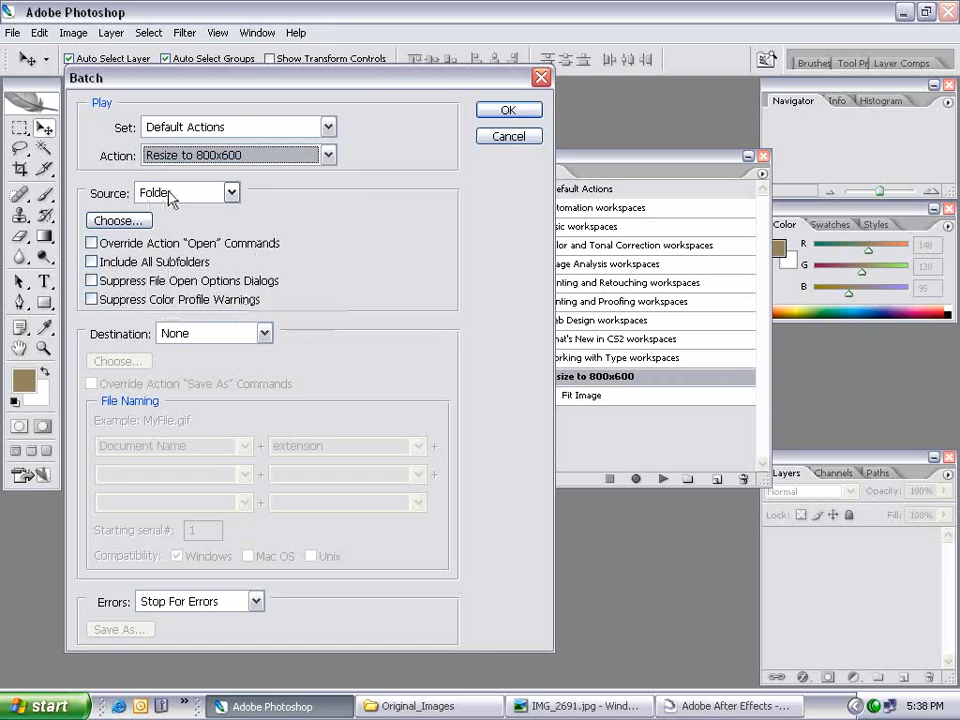 Adobe Photoshop
File Edit Image Layer Select Filter View Window Help
Auto Select Layer Auto Select Groups Show Transform Controls
Brushes Tool Pr Layer Comps
Batch
Play
Set: Default Actions
Action: Resize to 800x600
OK
Cancel
Source: Folder
Choose...
Override Action "Open" Commands
Include All Subfolders
Suppress File Open Options Dialogs
Suppress Color Profile Warnings
Destination: None
Choose...
Override Action "Save As" Commands
File Naming
Example: MyFile.gif
Document Name + extension +
+ +
+
Starting serial#: 1
Compatibility: Windows Mac OS Unix
Errors: Stop For Errors
Save As...
efault Actions
tomation workspaces
sic workspaces
lor and Tonal Correction workspaces
age Analysis workspaces
nting and Retouching workspaces
nting and Proofing workspaces
eb Design workspaces
hat's New in CS2 workspaces
orking with Type workspaces
size to 800x600
Fit Image
Navigator Info Histogram
Color Swatches Styles
R 148
G 130
B 95
Layers Channels Paths
Normal Opacity: 100%
Lock: Fill: 100%
start
Adobe Photoshop
Original_Images
IMG_2691.jpg - Wind...
Adobe After Effects - ...
5:38 PM